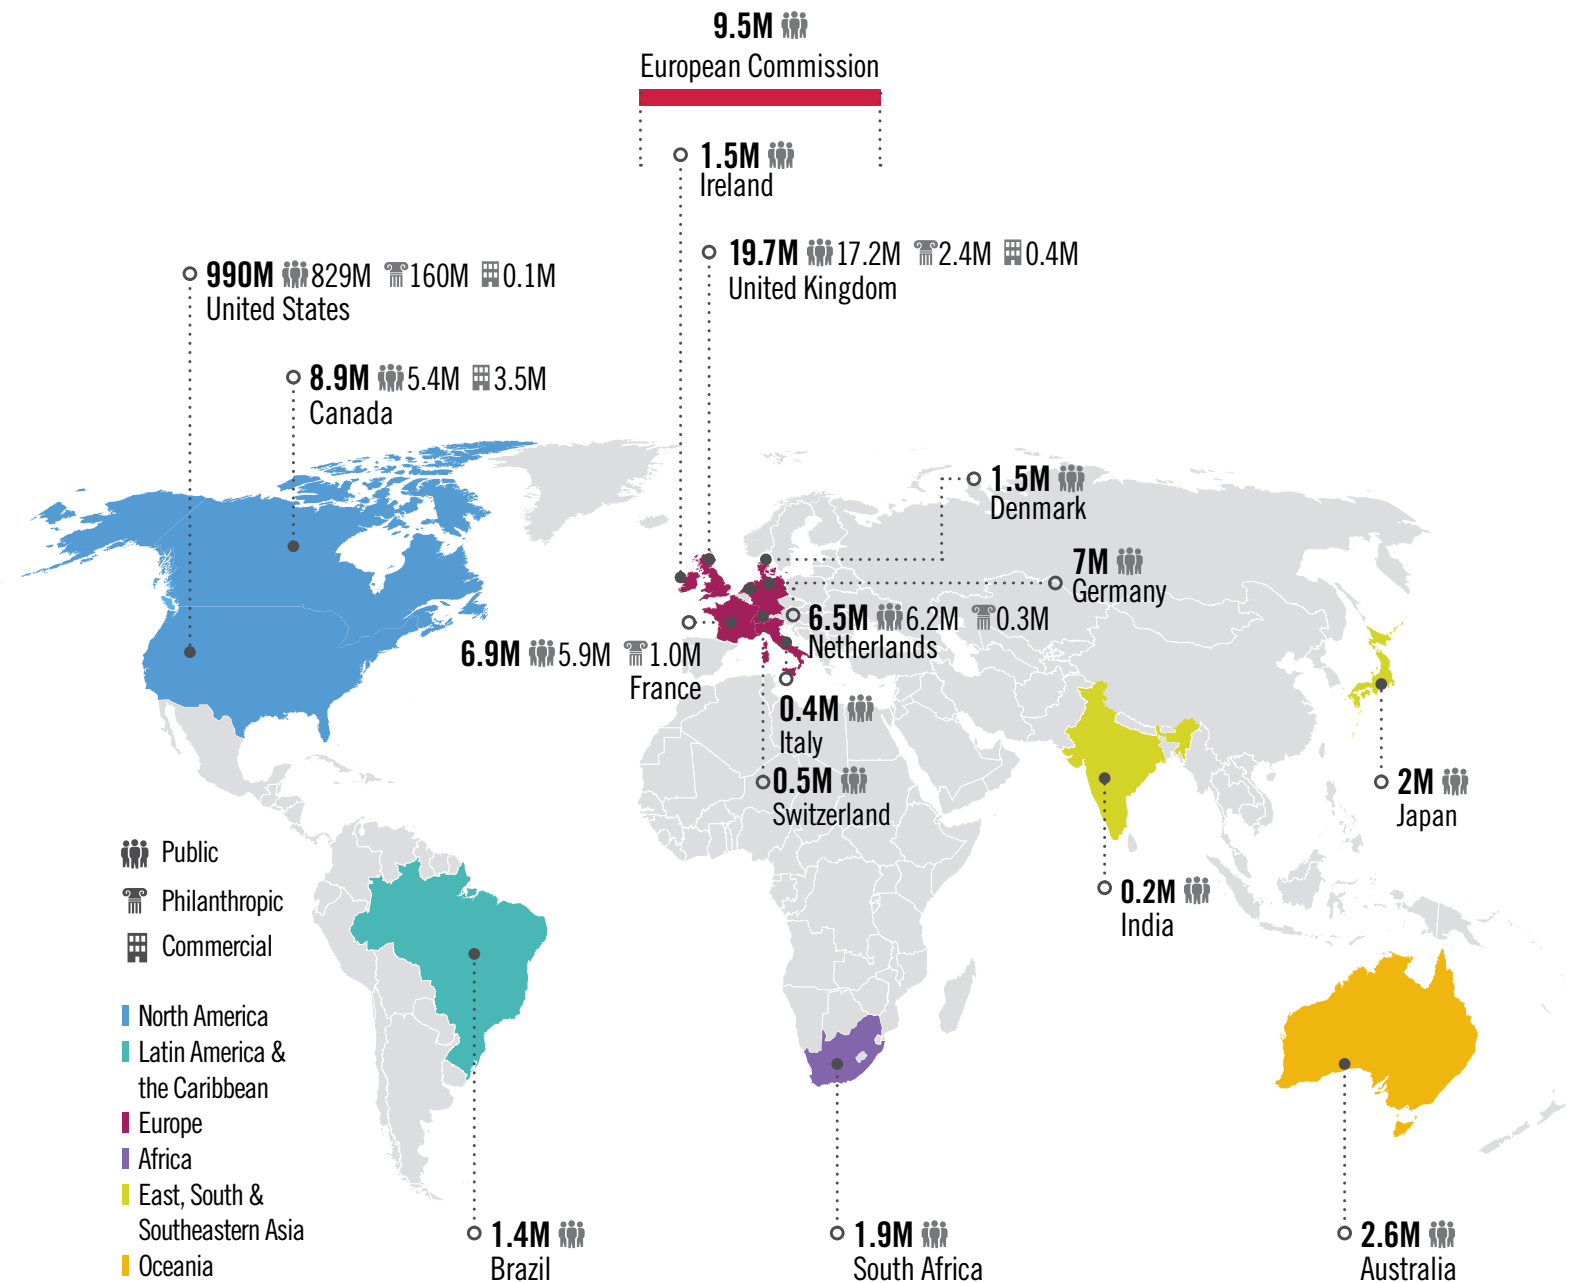 9.5M
European Commission
1.5M
Ireland
19.7M 17.2M 2.4M 0.4M
United Kingdom
990M 829M 160M 0.1M
United States
8.9M 5.4M 3.5M
Canada
1.5M
Denmark
7M
Germany
6.5M 6.2M 0.3M
Netherlands
6.9M 5.9M 1.0M
France
0.4M
Italy
0.5M
Switzerland
2M
Japan
0.2M
India
Public
Philanthropic
Commercial
North America
Latin America &
the Caribbean
Europe
Africa
East, South &
Southeastern Asia
Oceania
1.4M
Brazil
1.9M
South Africa
2.6M
Australia